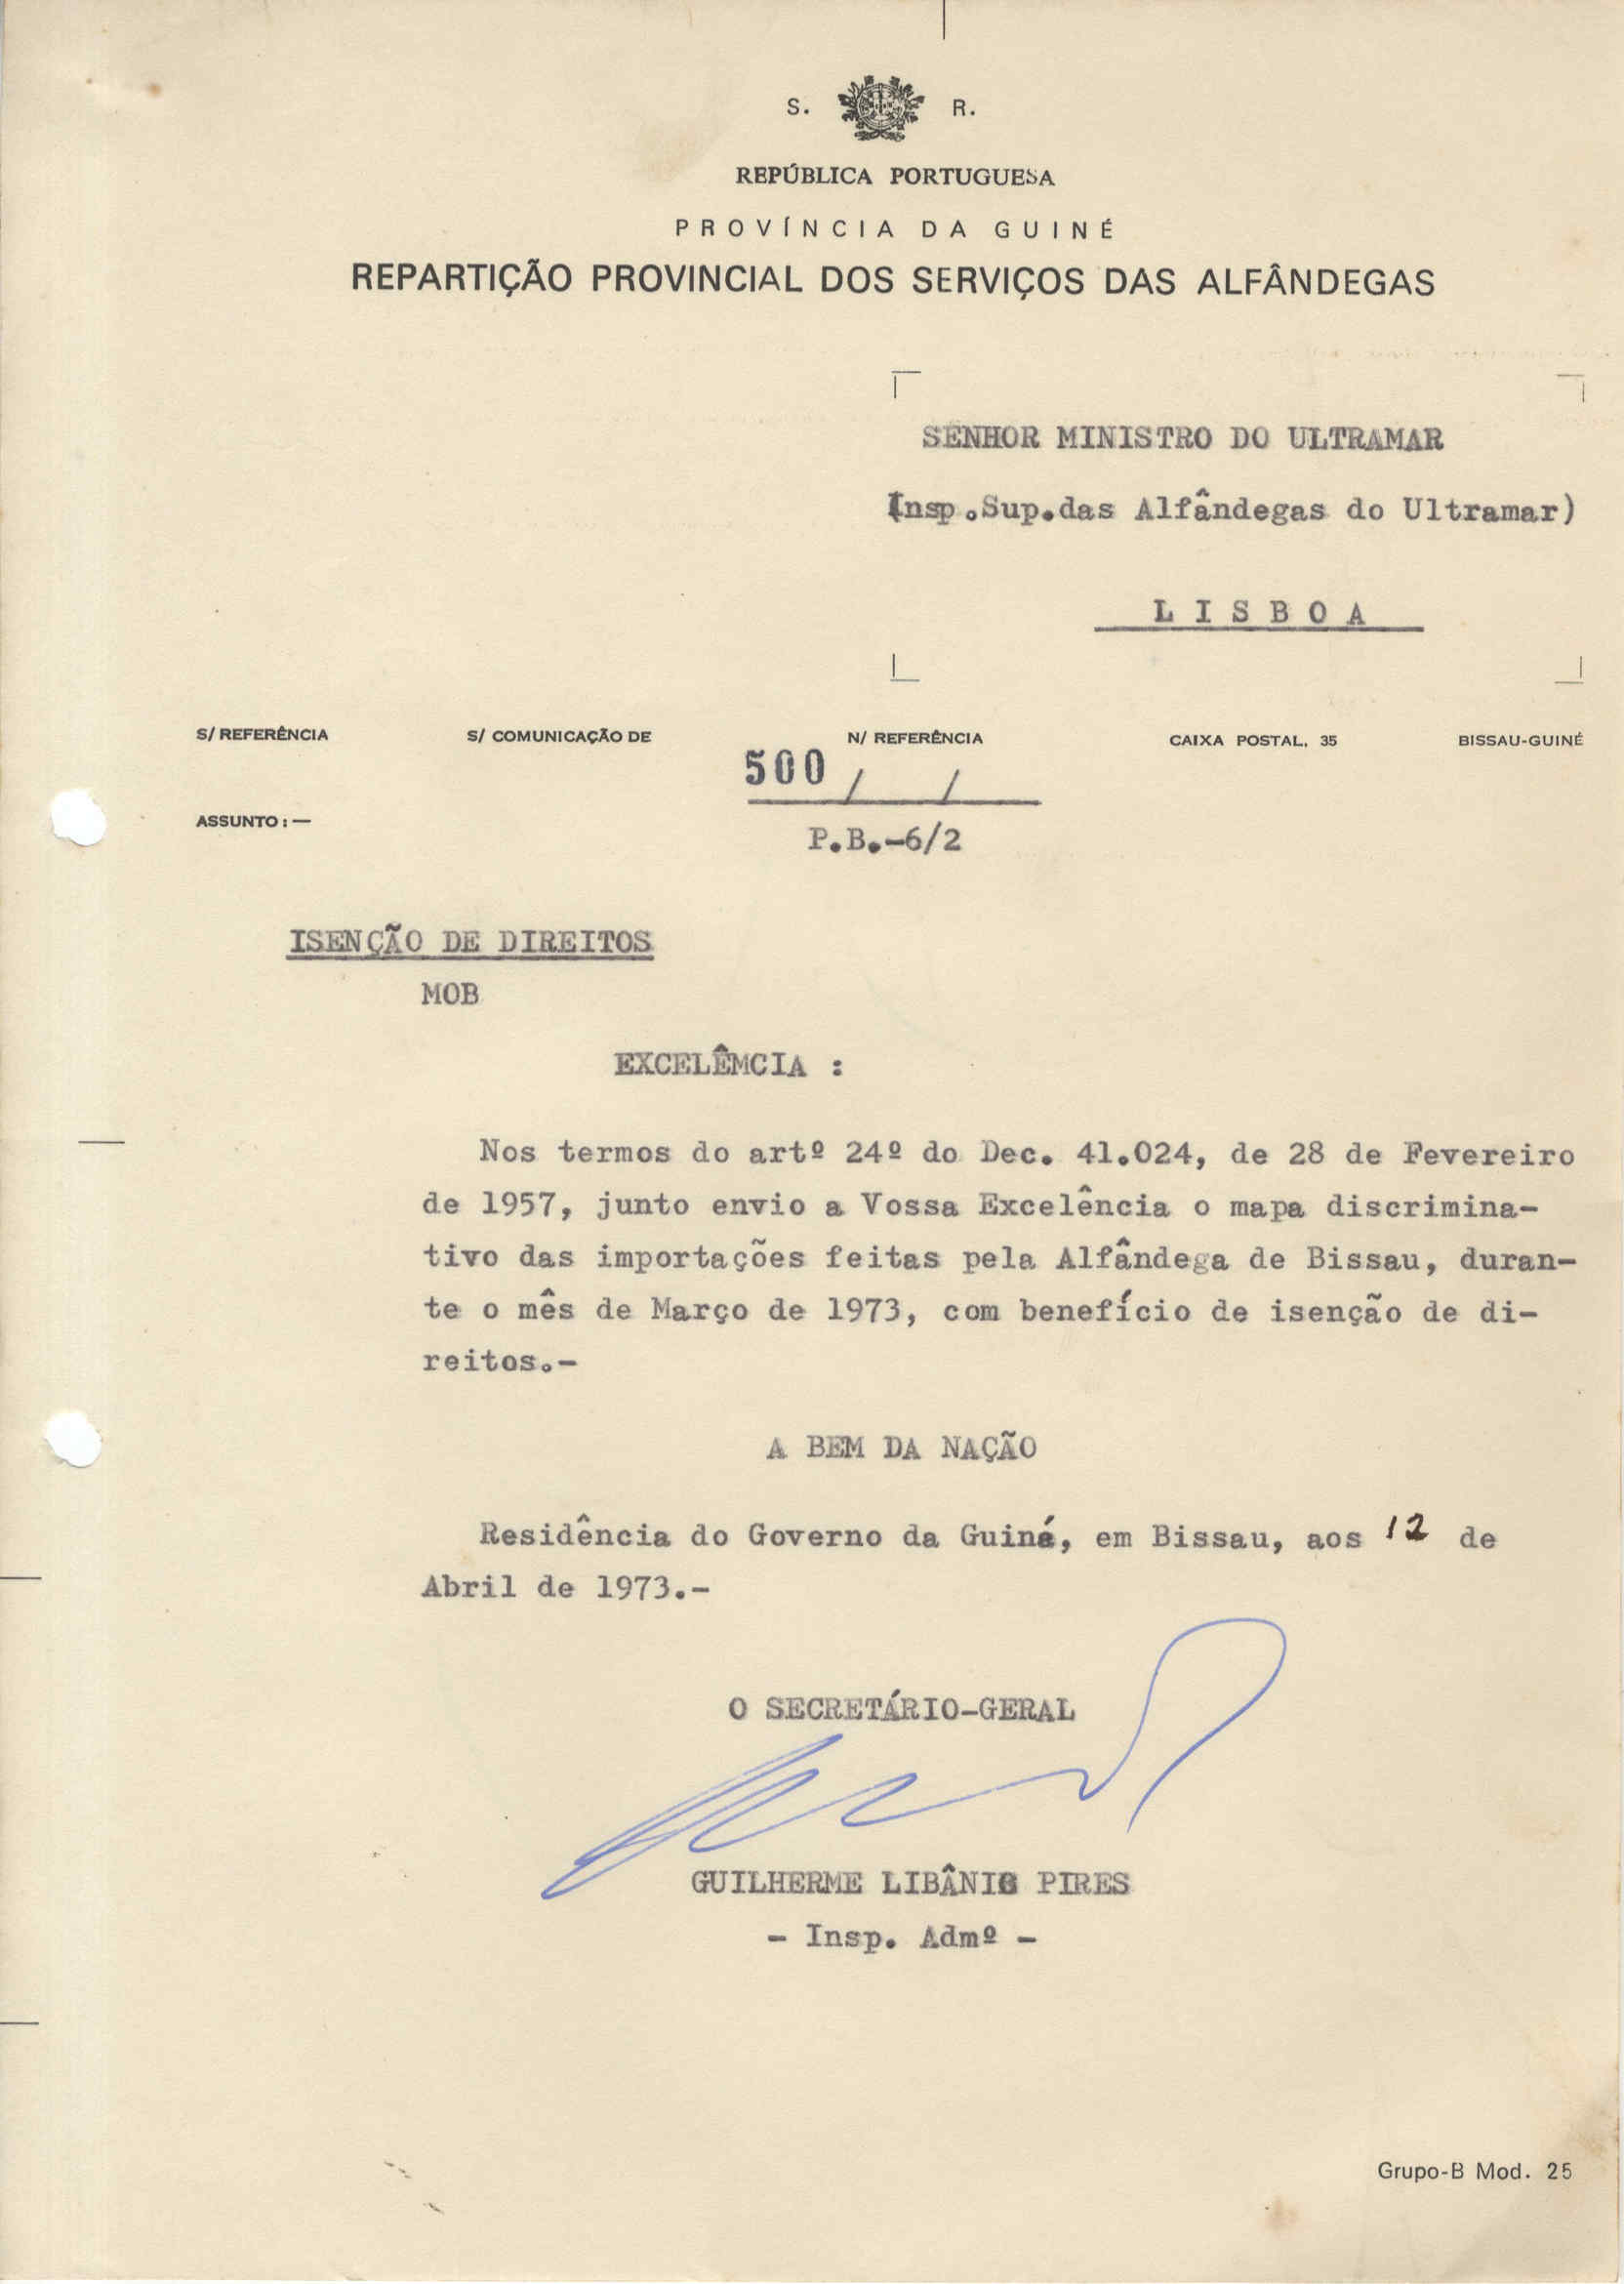 S. R.
REPÚBLICA PORTUGUESA
PROVÍNCIA DA GUINÉ
REPARTIÇÃO PROVINCIAL DOS SERVIÇOS DAS ALFÂNDEGAS
SENHOR MINISTRO DO ULTRAMAR
(Insp.Sup.das Alfândegas do Ultramar)
LISBOA
S/ REFERÊNCIA S/ COMUNICAÇÃO DE N/ REFERÊNCIA CAIXA POSTAL, 35 BISSAU-GUINÉ
500 / /
ASSUNTO : —
P.B.-6/2
ISENÇÃO DE DIREITOS
MOB
EXCELÊMCIA :
Nos termos do artº 24º do Dec. 41.024, de 28 de Fevereiro
de 1957, junto envio a Vossa Excelência o mapa discrimina-
tivo das importações feitas pela Alfândega de Bissau, duran-
te o mês de Março de 1973, com benefício de isenção de di-
reitos.-
A BEM DA NAÇÃO
Residência do Governo da Guiné, em Bissau, aos 12 de
Abril de 1973.-
O SECRETÁRIO-GERAL
GUILHERME LIBÂNIO PIRES
- Insp. Admº -
Grupo-B Mod. 25